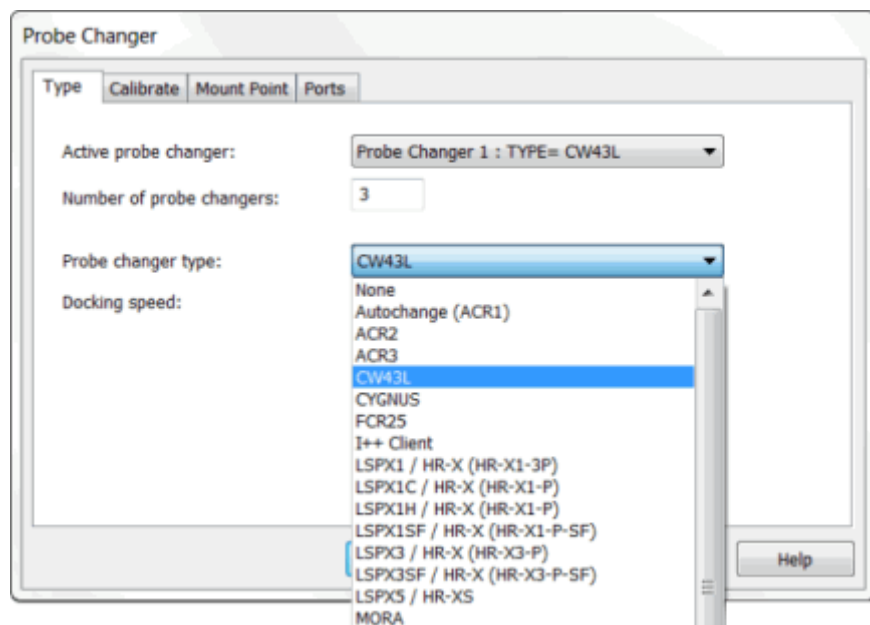 Probe Changer
Type Calibrate Mount Point Ports
Active probe changer: Probe Changer 1 : TYPE= CW43L
Number of probe changers: 3
Probe changer type: CW43L
Docking speed:
None
Autochange (ACR1)
ACR2
ACR3
CW43L
CYGNUS
FCR25
I++ Client
LSPX1 / HR-X (HR-X1-3P)
LSPX1C / HR-X (HR-X1-P)
LSPX1H / HR-X (HR-X1-P)
LSPX1SF / HR-X (HR-X1-P-SF)
LSPX3 / HR-X (HR-X3-P)
LSPX3SF / HR-X (HR-X3-P-SF)
LSPX5 / HR-XS
MORA
Help